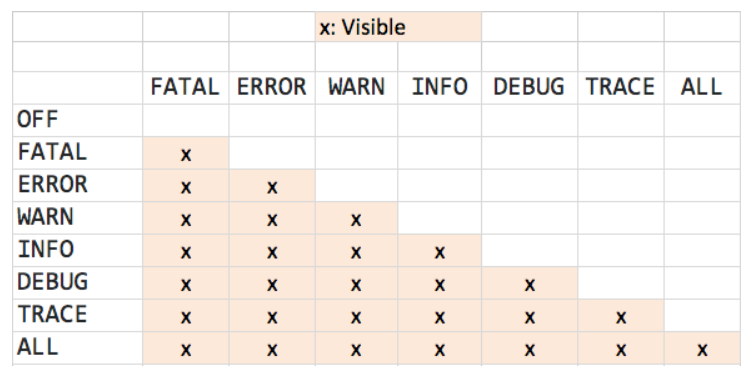 x: Visible
FATAL ERROR WARN INFO DEBUG TRACE ALL
OFF
FATAL x
ERROR x x
WARN x x x
INFO x x x x
DEBUG x x x x x
TRACE x x x x x x
ALL x x x x x x x